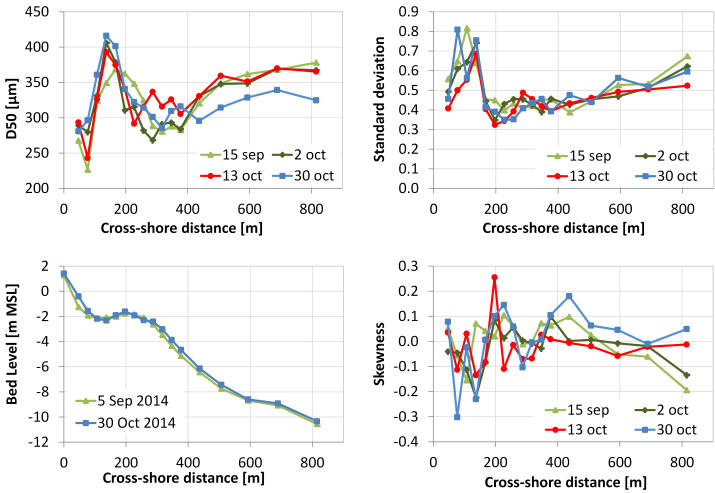 D50 [µm]
450
400
350
300
250
200
15 sep
2 oct
13 oct
30 oct
0
200
400
600
800
Cross-shore distance [m]
Standard deviation
0.9
0.8
0.7
0.6
0.5
0.4
0.3
0.2
0.1
0.0
15 sep
2 oct
13 oct
30 oct
0
200
400
600
800
Cross-shore distance [m]
Bed Level [m MSL]
2
0
-2
-4
-6
-8
-10
-12
5 Sep 2014
30 Oct 2014
0
200
400
600
800
Cross-shore distance [m]
Skewness
0.3
0.2
0.1
0.0
-0.1
-0.2
-0.3
-0.4
15 sep
2 oct
13 oct
30 oct
0
200
400
600
800
Cross-shore distance [m]